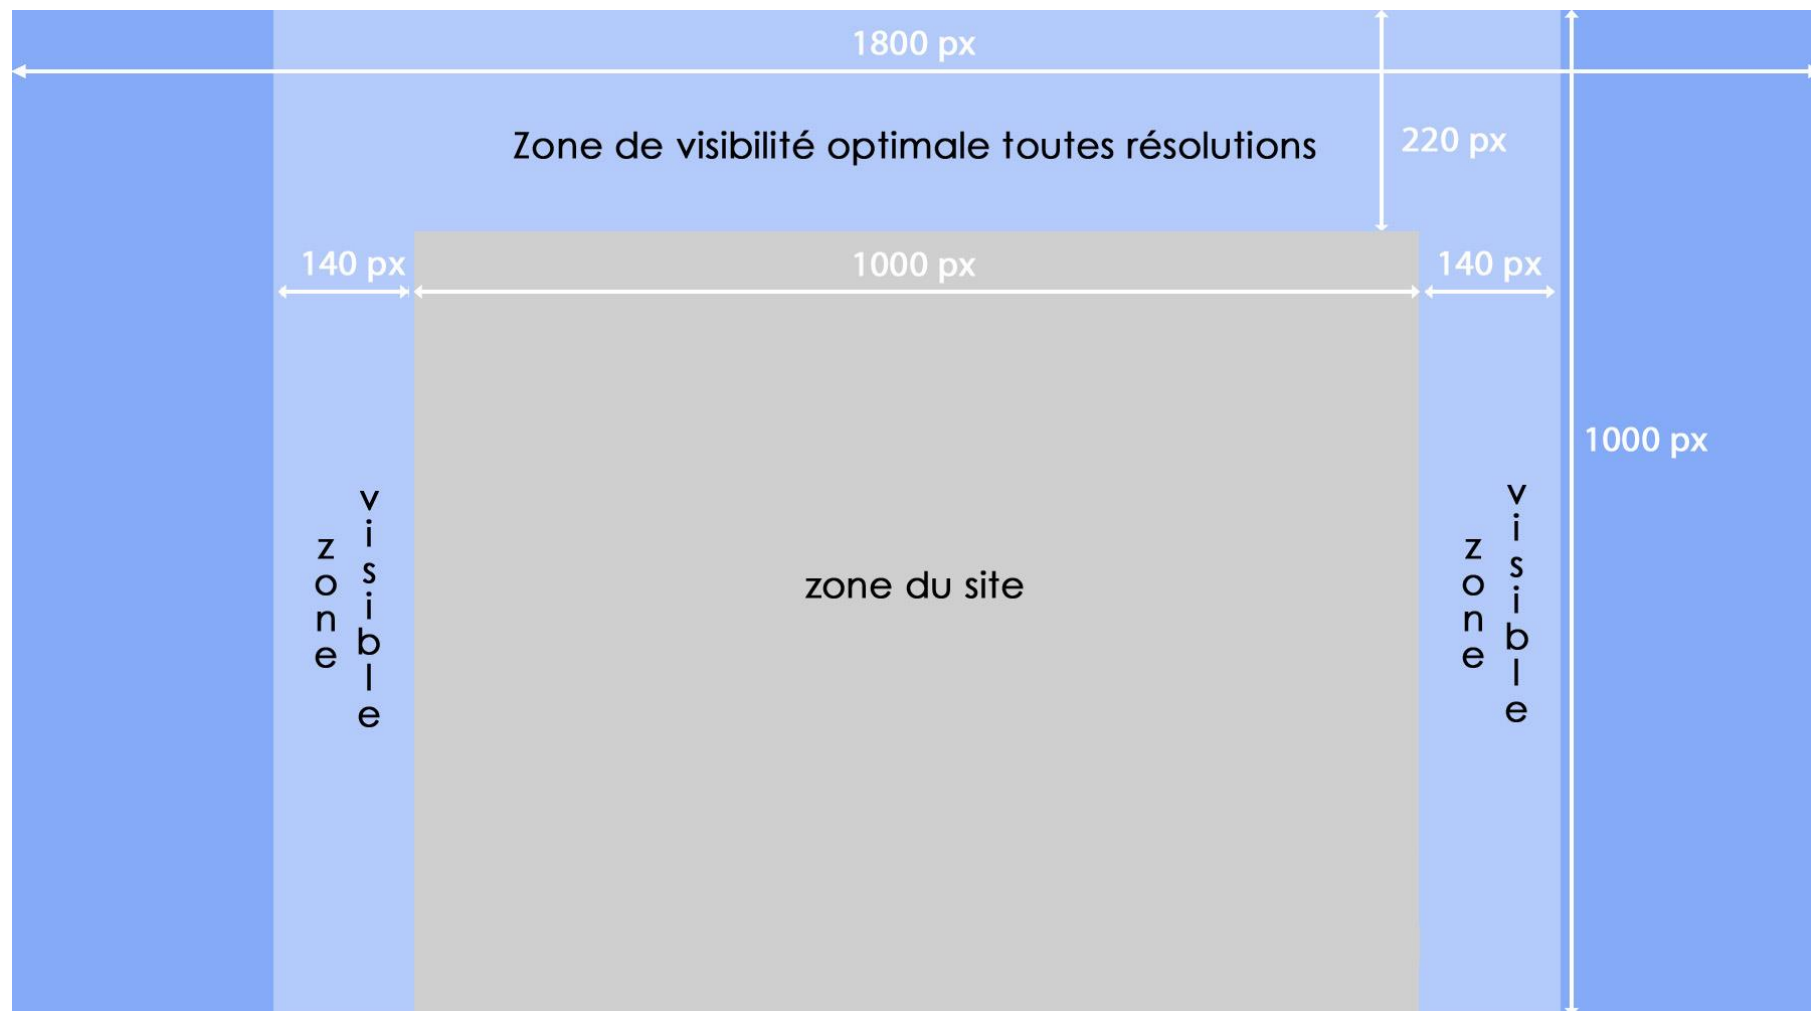 1800 px
Zone de visibilité optimale toutes résolutions
220 px
140 px
1000 px
140 px
1000 px
zone
visible
zone du site
zone
visible